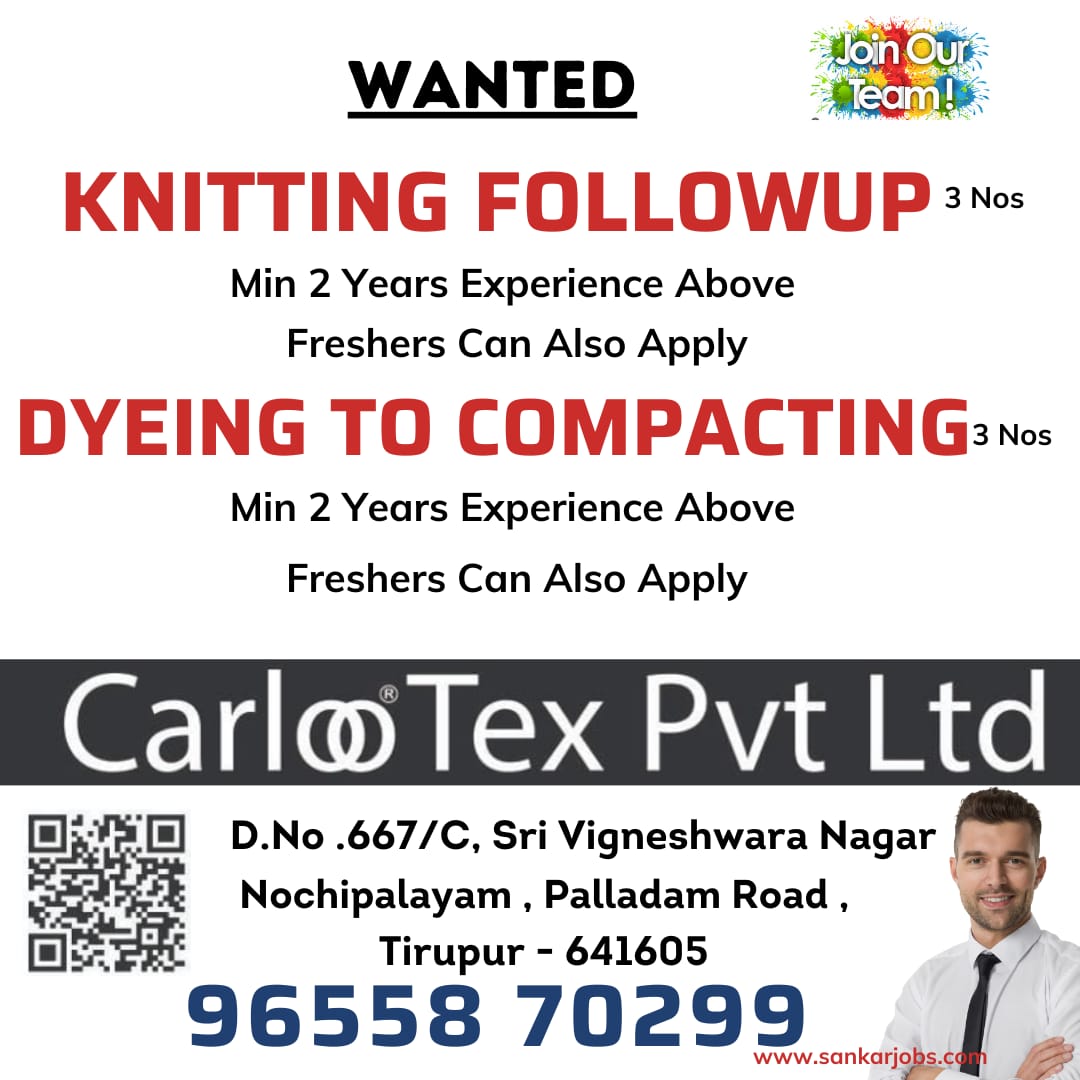 WANTED
Join Our
Team !
KNITTING FOLLOWUP 3 Nos
Min 2 Years Experience Above
Freshers Can Also Apply
DYEING TO COMPACTING 3 Nos
Min 2 Years Experience Above
Freshers Can Also Apply
Carloo® Tex Pvt Ltd
D.No .667/C, Sri Vigneshwara Nagar
Nochipalayam , Palladam Road ,
Tirupur - 641605
96558 70299
www.sankarjobs.com